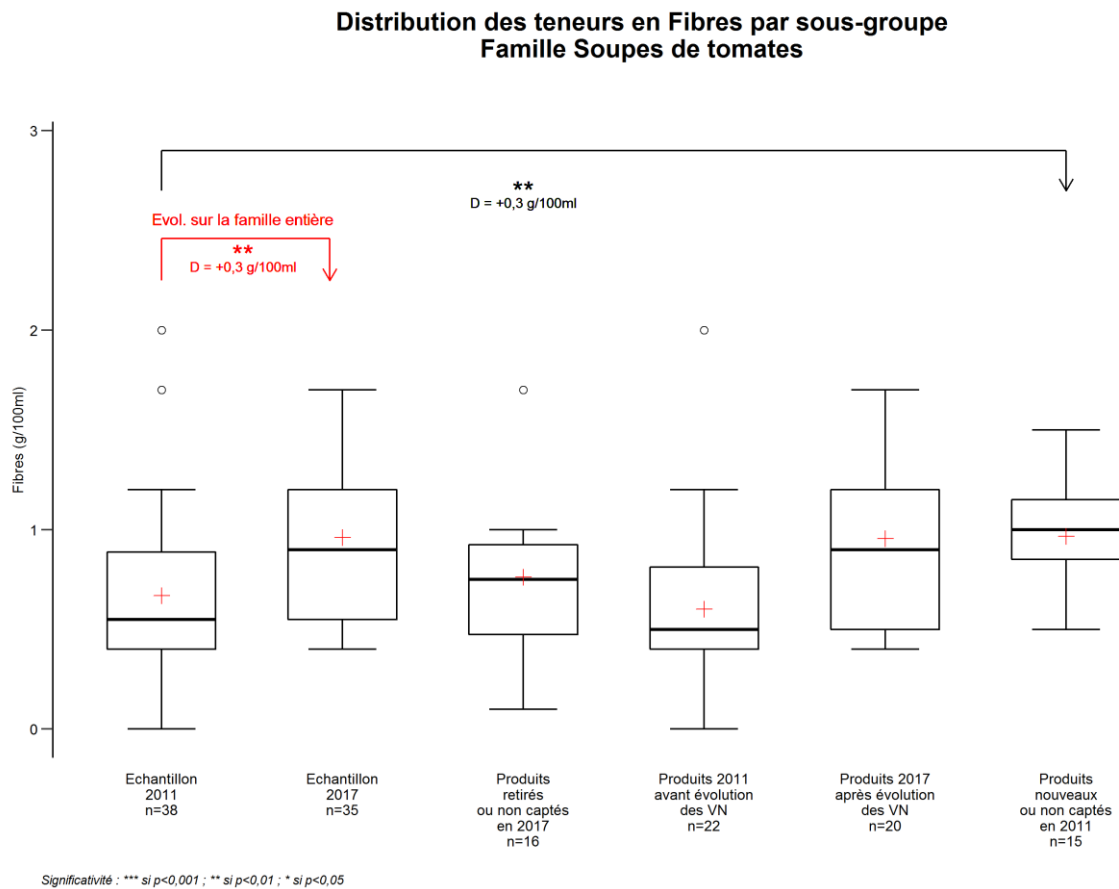 Distribution des teneurs en Fibres par sous-groupe
Famille Soupes de tomates
3
**
D = +0,3 g/100ml
Evol. sur la famille entière
**
D = +0,3 g/100ml
2
Fibres (g/100ml)
1
0
Echantillon
2011
n=38
Echantillon
2017
n=35
Produits
retirés
ou non captés
en 2017
n=16
Produits 2011
avant évolution
des VN
n=22
Produits 2017
après évolution
des VN
n=20
Produits
nouveaux
ou non captés
en 2011
n=15
Significativité : *** si p<0,001 ; ** si p<0,01 ; * si p<0,05